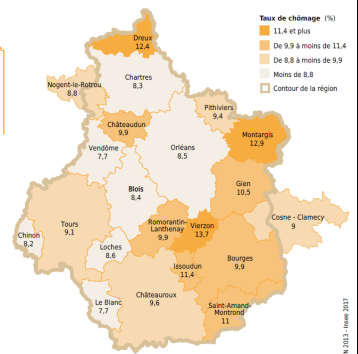 Taux de chômage (%)
11,4 et plus
De 9,9 à moins de 11,4
De 8,8 à moins de 9,9
Moins de 8,8
Contour de la région
Dreux
12,4
Chartres
8,3
Nogent-le-Rotrou
8,8
Pithiviers
9,4
Châteaudun
9,9
Montargis
12,9
Vendôme
7,7
Orléans
8,5
Gien
10,5
Blois
8,4
Cosne - Clamecy
9
Tours
9,1
Romorantin-
Lanthenay
9,9
Vierzon
13,7
Chinon
8,2
Loches
8,6
Bourges
9,9
Issoudun
11,4
Châteauroux
9,6
Le Blanc
7,7
Saint-Amand-
Montrond
11
N 2013 - Insee 2017